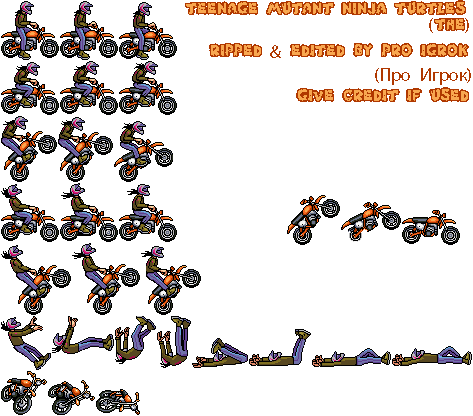 TEENAGE MUTANT NINJA TURTLES
(THE)
RIPPED & EDITED BY PRO IGROK
(Про Игрок)
GIVE CREDIT IF USED